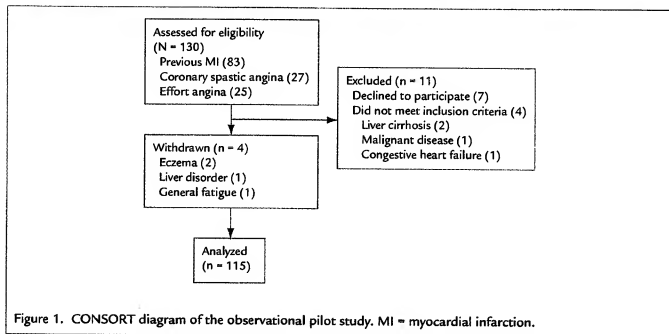 Assessed for eligibility
(N = 130)
Previous MI (83)
Coronary spastic angina (27)
Effort angina (25)
Excluded (n = 11)
Declined to participate (7)
Did not meet inclusion criteria (4)
Liver cirrhosis (2)
Malignant disease (1)
Congestive heart failure (1)
Withdrawn (n = 4)
Eczema (2)
Liver disorder (1)
General fatigue (1)
Analyzed
(n = 115)
Figure 1. CONSORT diagram of the observational pilot study. MI = myocardial infarction.